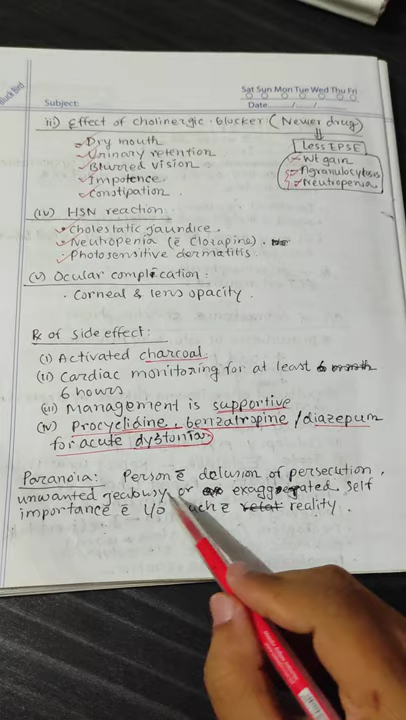 Black Bird
Sat Sun Mon Tue Wed Thu Fri
Subject:
Date / /
iii) Effect of cholinergic blocker (Newer drug)
Dry mouth
Urinary retention
Blurred vision
Impotence
Constipation
Less EPSE
- Wt gain
- Agranulocytosis
- Neutropenia
(iv) HSN reaction
Cholestatic jaundice.
Neutropenia (ē Clozapine).
Photosensitive dermatitis.
(v) Ocular complication:
. Corneal & lens opacity.
Rx of side effect:
(i) Activated charcoal.
(ii) Cardiac monitoring for at least
6 hours
(iii) Management is supportive
(iv) Procyclidine, benzatropine / diazepam
for acute dystonia
Paranoia: Person ē delusion of persecution,
unwanted jealousy or exaggerated self
importance ē reality.